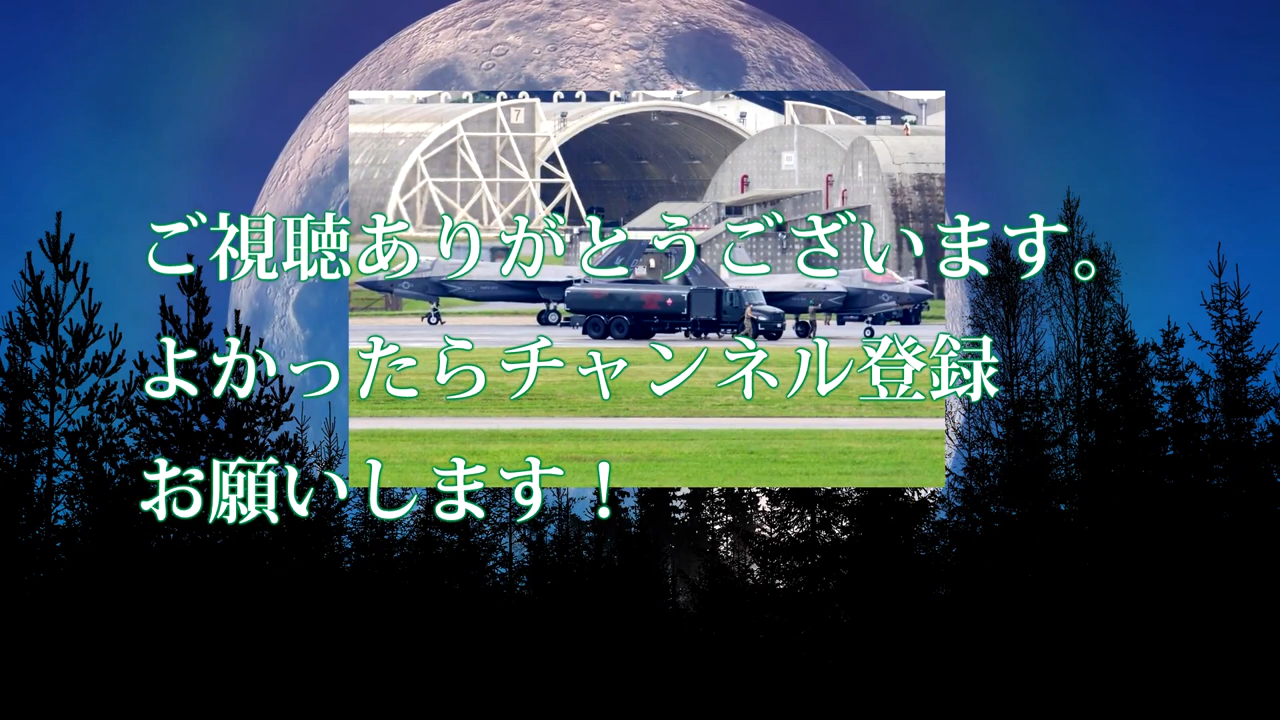 7
ご視聴ありがとうございます。
よかったらチャンネル登録
お願いします！